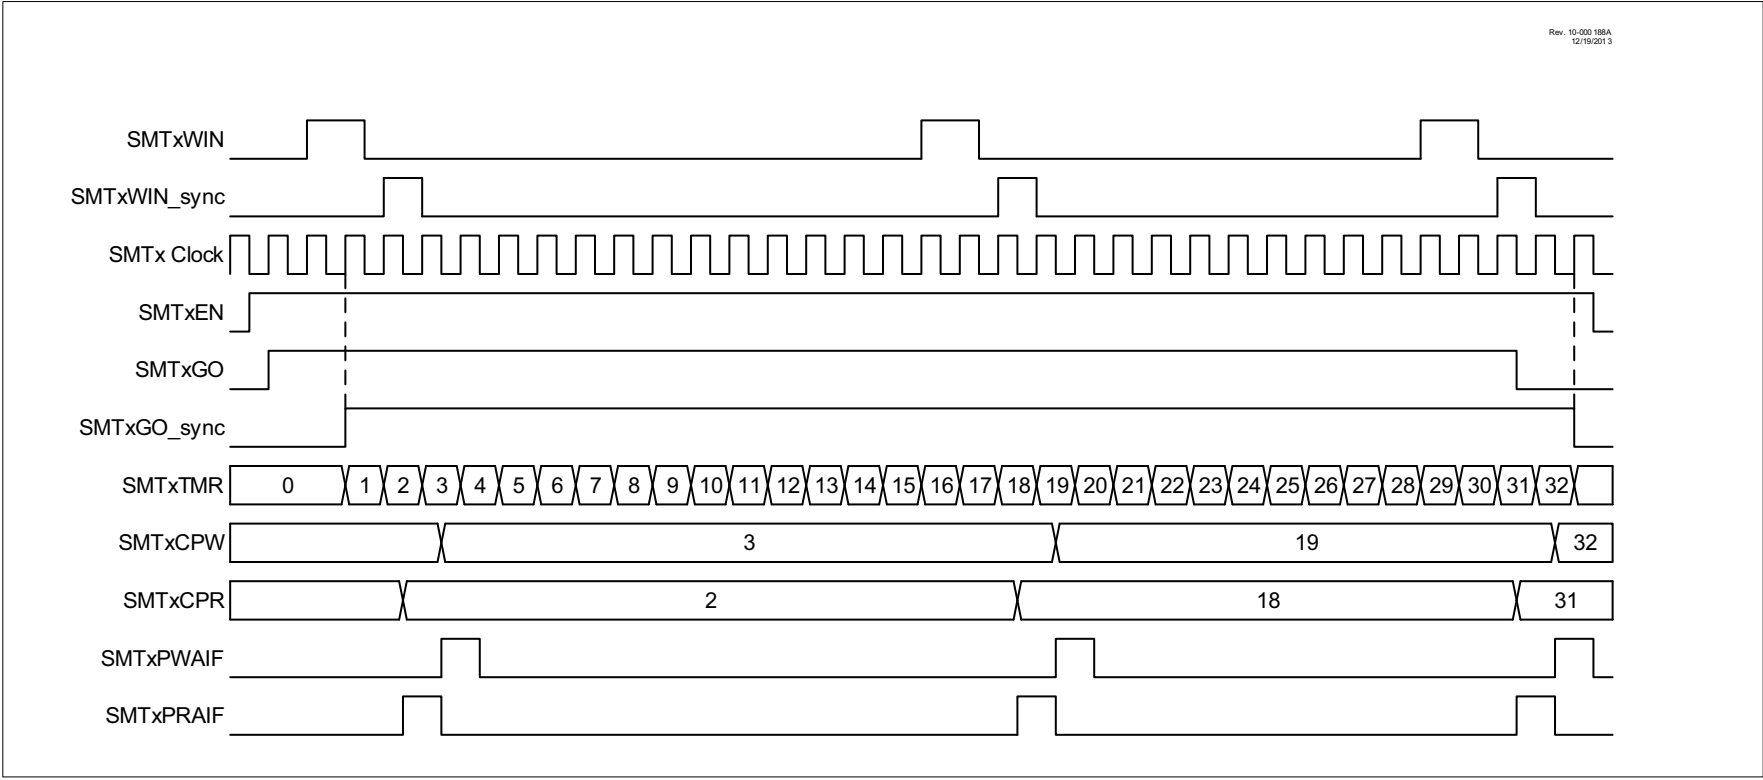 Rev. 10-000 188A
12/19/201 3
SMTxWIN
SMTxWIN_sync
SMTx Clock
SMTxEN
SMTxGO
SMTxGO_sync
SMTxTMR 0 1 2 3 4 5 6 7 8 9 10 11 12 13 14 15 16 17 18 19 20 21 22 23 24 25 26 27 28 29 30 31 32
SMTxCPW 3 19 32
SMTxCPR 2 18 31
SMTxPWAIF
SMTxPRAIF